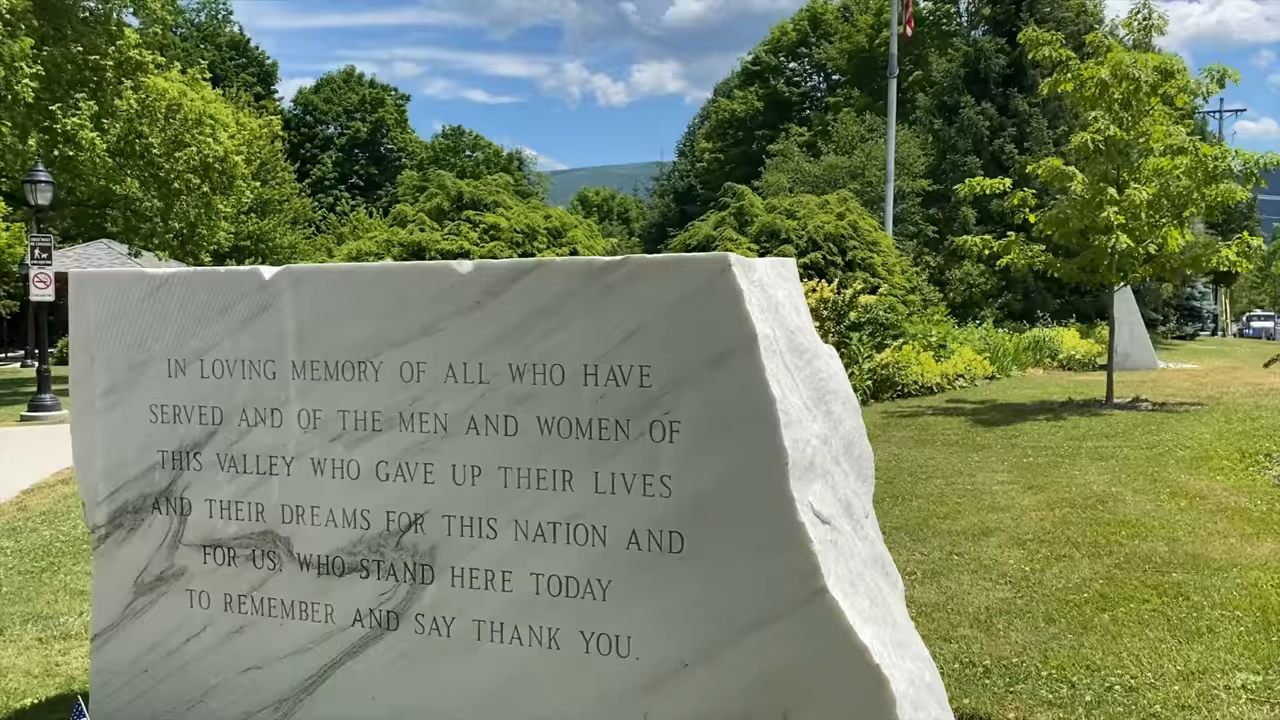 IN LOVING MEMORY OF ALL WHO HAVE
SERVED AND OF THE MEN AND WOMEN OF
THIS VALLEY WHO GAVE UP THEIR LIVES
AND THEIR DREAMS FOR THIS NATION AND
FOR US, WHO STAND HERE TODAY
TO REMEMBER AND SAY THANK YOU.